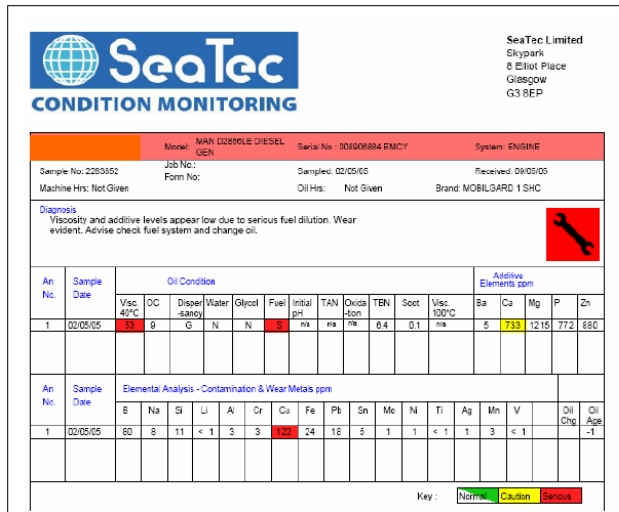 SeaTec
CONDITION MONITORING
SeaTec Limited
Skypark
8 Elliot Place
Glasgow
G3 8EP
Model: MAN D2866LE DIESEL GEN
Serial No : 008906884 EMCY
System: ENGINE
Sample No: 2283852
Job No.:
Form No:
Sampled: 02/05/05
Received: 09/05/05
Machine Hrs: Not Given
Oil Hrs: Not Given
Brand: MOBILGARD 1 SHC
Diagnosis
Viscosity and additive levels appear low due to serious fuel dilution. Wear
evident. Advise check fuel system and change oil.
An No. Sample Date Oil Condition Additive Elements ppm
Visc. 40°C OC Disper-sancy Water Glycol Fuel Initial pH TAN Oxida-tion TBN Soot Visc. 100°C Ba Ca Mg P Zn
1 02/05/05 53 9 G N N S n/a n/a n/a 6.4 0.1 n/a 5 733 1215 772 880
An No. Sample Date Elemental Analysis - Contamination & Wear Metals ppm
B Na Si Li Al Cr Cu Fe Pb Sn Mo Ni Ti Ag Mn V Oil Chg Oil Age
1 02/05/05 80 8 11 < 1 3 3 122 24 18 5 1 1 < 1 1 3 < 1 -1
Key : Normal Caution Serious